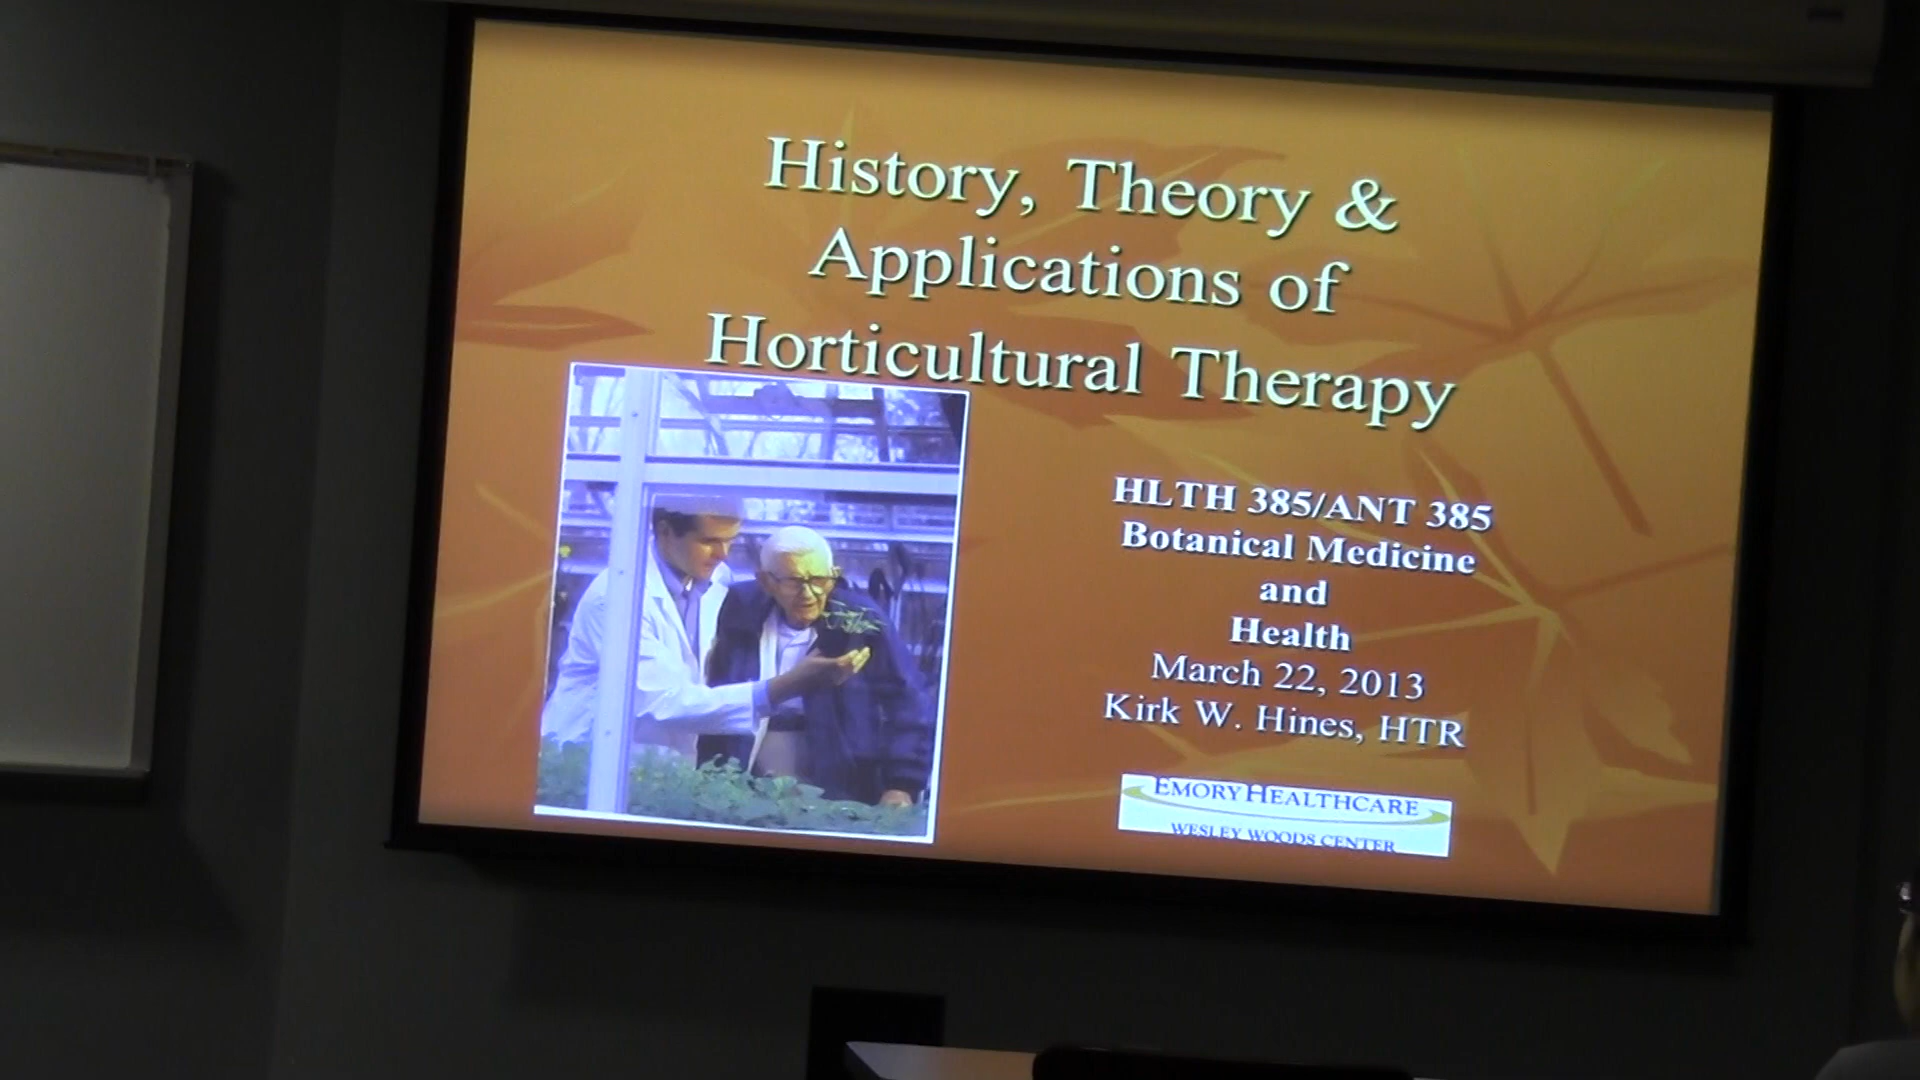 History, Theory &
Applications of
Horticultural Therapy
HLTH 385/ANT 385
Botanical Medicine
and
Health
March 22, 2013
Kirk W. Hines, HTR
EMORY HEALTHCARE
WESLEY WOODS CENTER